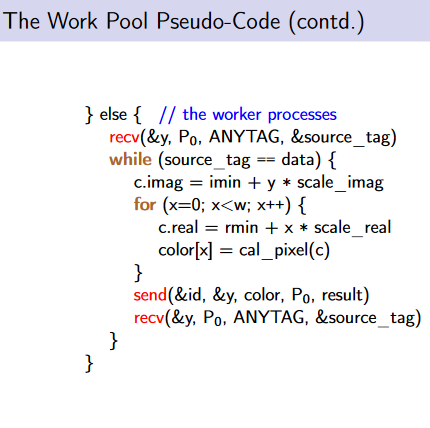 The Work Pool Pseudo-Code (contd.)
} else { // the worker processes
recv(&y, P₀, ANYTAG, &source_tag)
while (source_tag == data) {
c.imag = imin + y * scale_imag
for (x=0; x<w; x++) {
c.real = rmin + x * scale_real
color[x] = cal_pixel(c)
}
send(&id, &y, color, P₀, result)
recv(&y, P₀, ANYTAG, &source_tag)
}
}